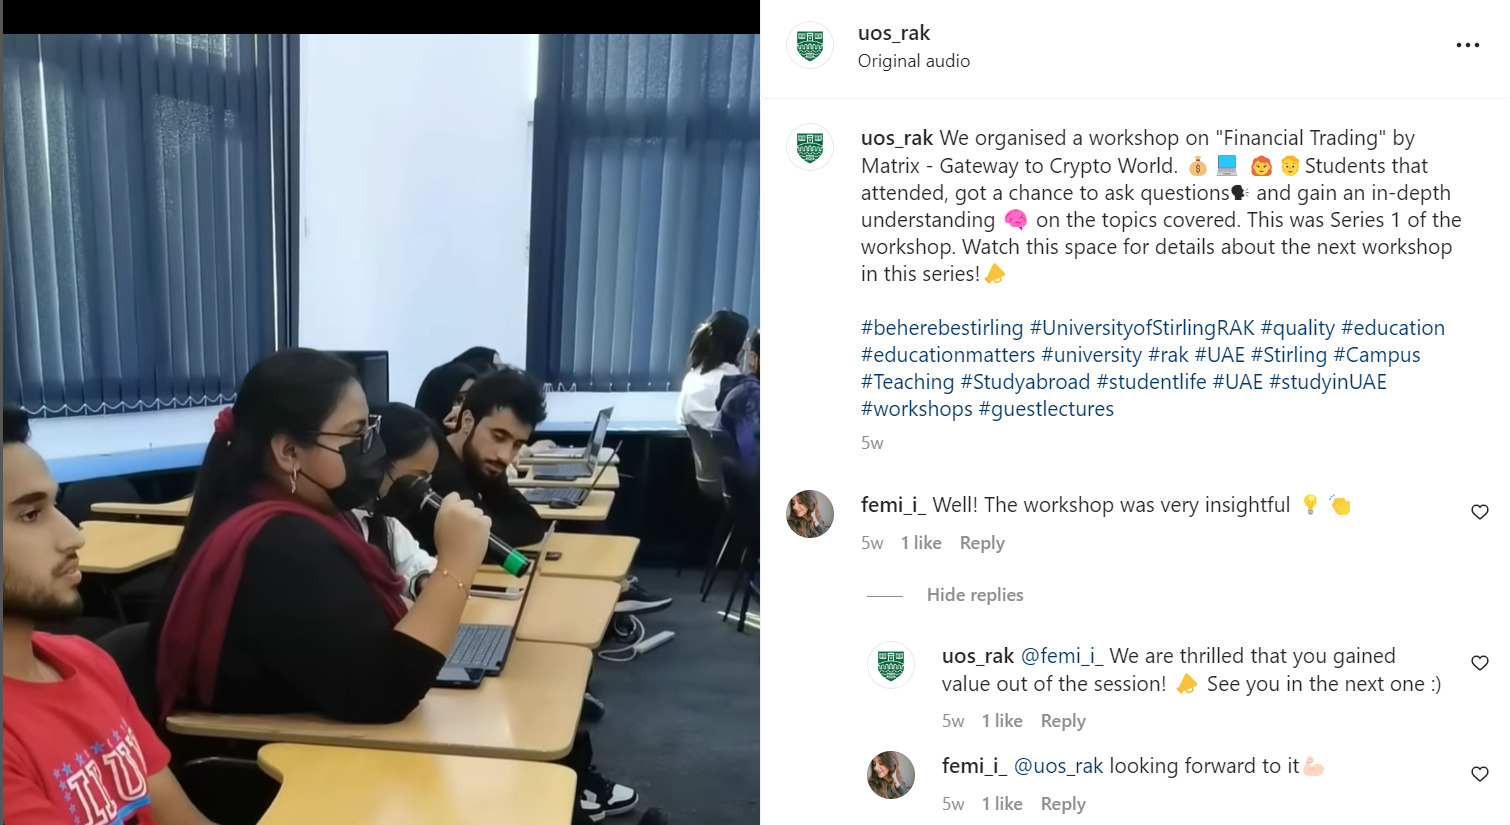 uos_rak
Original audio
uos_rak We organised a workshop on "Financial Trading" by
Matrix - Gateway to Crypto World. 💰 💻 👩‍🦰 🧑‍🦱 Students that
attended, got a chance to ask questions🗣 and gain an in-depth
understanding 🧠 on the topics covered. This was Series 1 of the
workshop. Watch this space for details about the next workshop
in this series!📣
#beherebestirling #UniversityofStirlingRAK #quality #education
#educationmatters #university #rak #UAE #Stirling #Campus
#Teaching #Studyabroad #studentlife #UAE #studyinUAE
#workshops #guestlectures
5w
femi_i_ Well! The workshop was very insightful 💡 👏
5w 1 like Reply
Hide replies
uos_rak @femi_i_ We are thrilled that you gained
value out of the session! 📣 See you in the next one :)
5w 1 like Reply
femi_i_ @uos_rak looking forward to it💪🏻
5w 1 like Reply